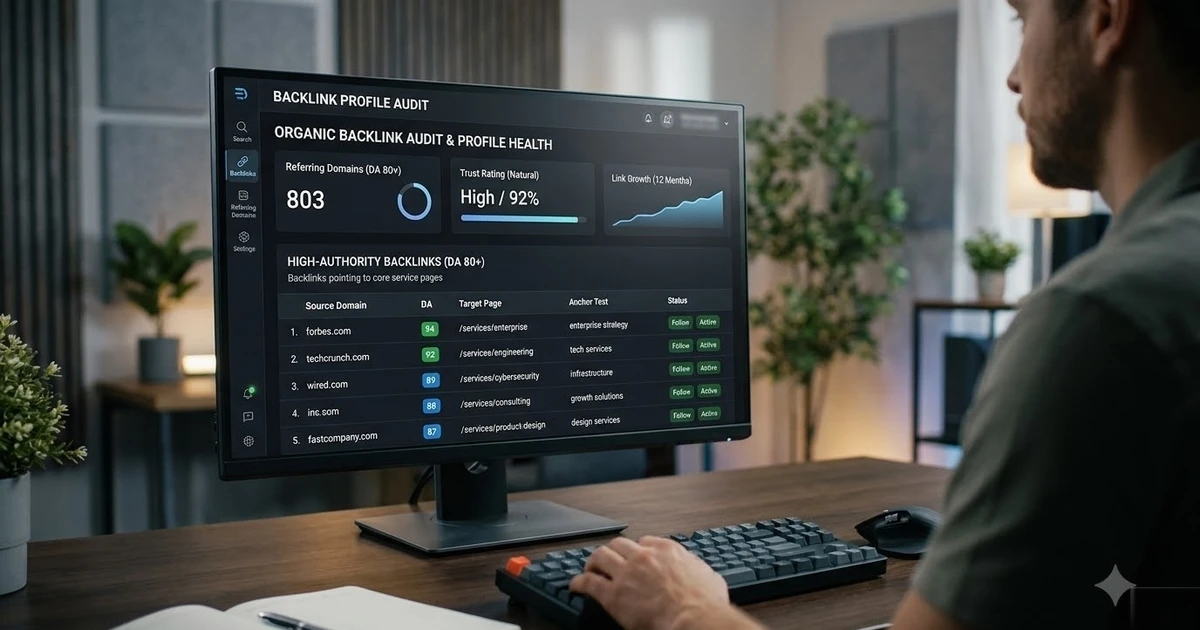 BACKLINK PROFILE AUDIT
ORGANIC BACKLINK AUDIT & PROFILE HEALTH
Search
Backlinks
Referring
Domaine
Settnge
Referring Domains (DA 80v)
803
Trust Rating (Natural)
High / 92%
Link Growth (12 Mentha)
HIGH-AUTHORITY BACKLINKS (DA 80+)
Backlinks pointing to core service pages
Source Domain DA Target Page Anchor Test Status
1. forbes.com 94 /services/enterprise enterprise strategy Follow Active
2. techcrunch.com 92 /services/engineering tech services Follow Active
3. wired.com 89 /services/cybersecurity infrastructure Follow Active
4. inc.som 88 /services/consulting growth solutions Follow Active
5. fastcompany.com 87 /services/product-design design services Follow Active